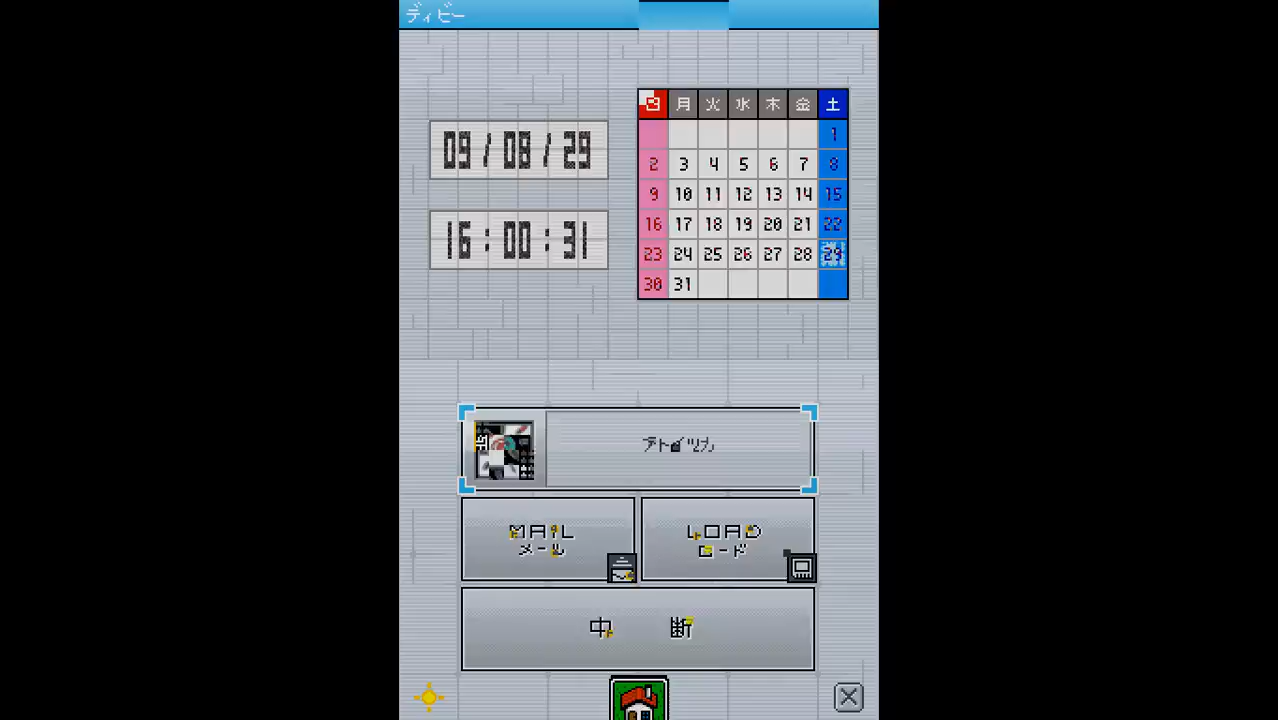 ディビー
09/08/29
16:00:31
日 月 火 水 木 金 土
1
2 3 4 5 6 7 8
9 10 11 12 13 14 15
16 17 18 19 20 21 22
23 24 25 26 27 28 29
30 31
MAIL
メール
LOAD
ロード
中 断